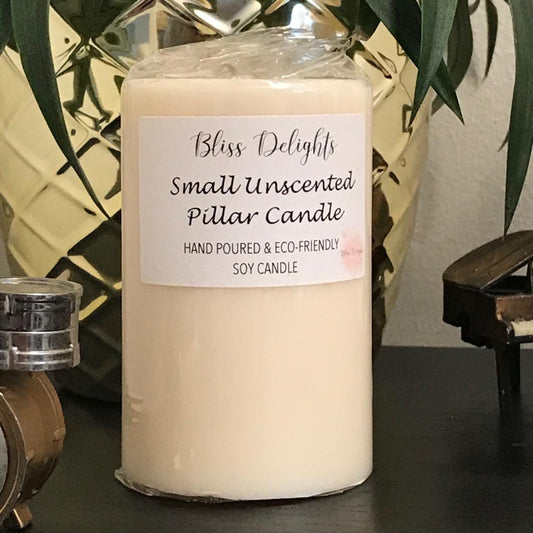 Bliss Delights
Small Unscented
Pillar Candle
HAND POURED & ECO-FRIENDLY
SOY CANDLE